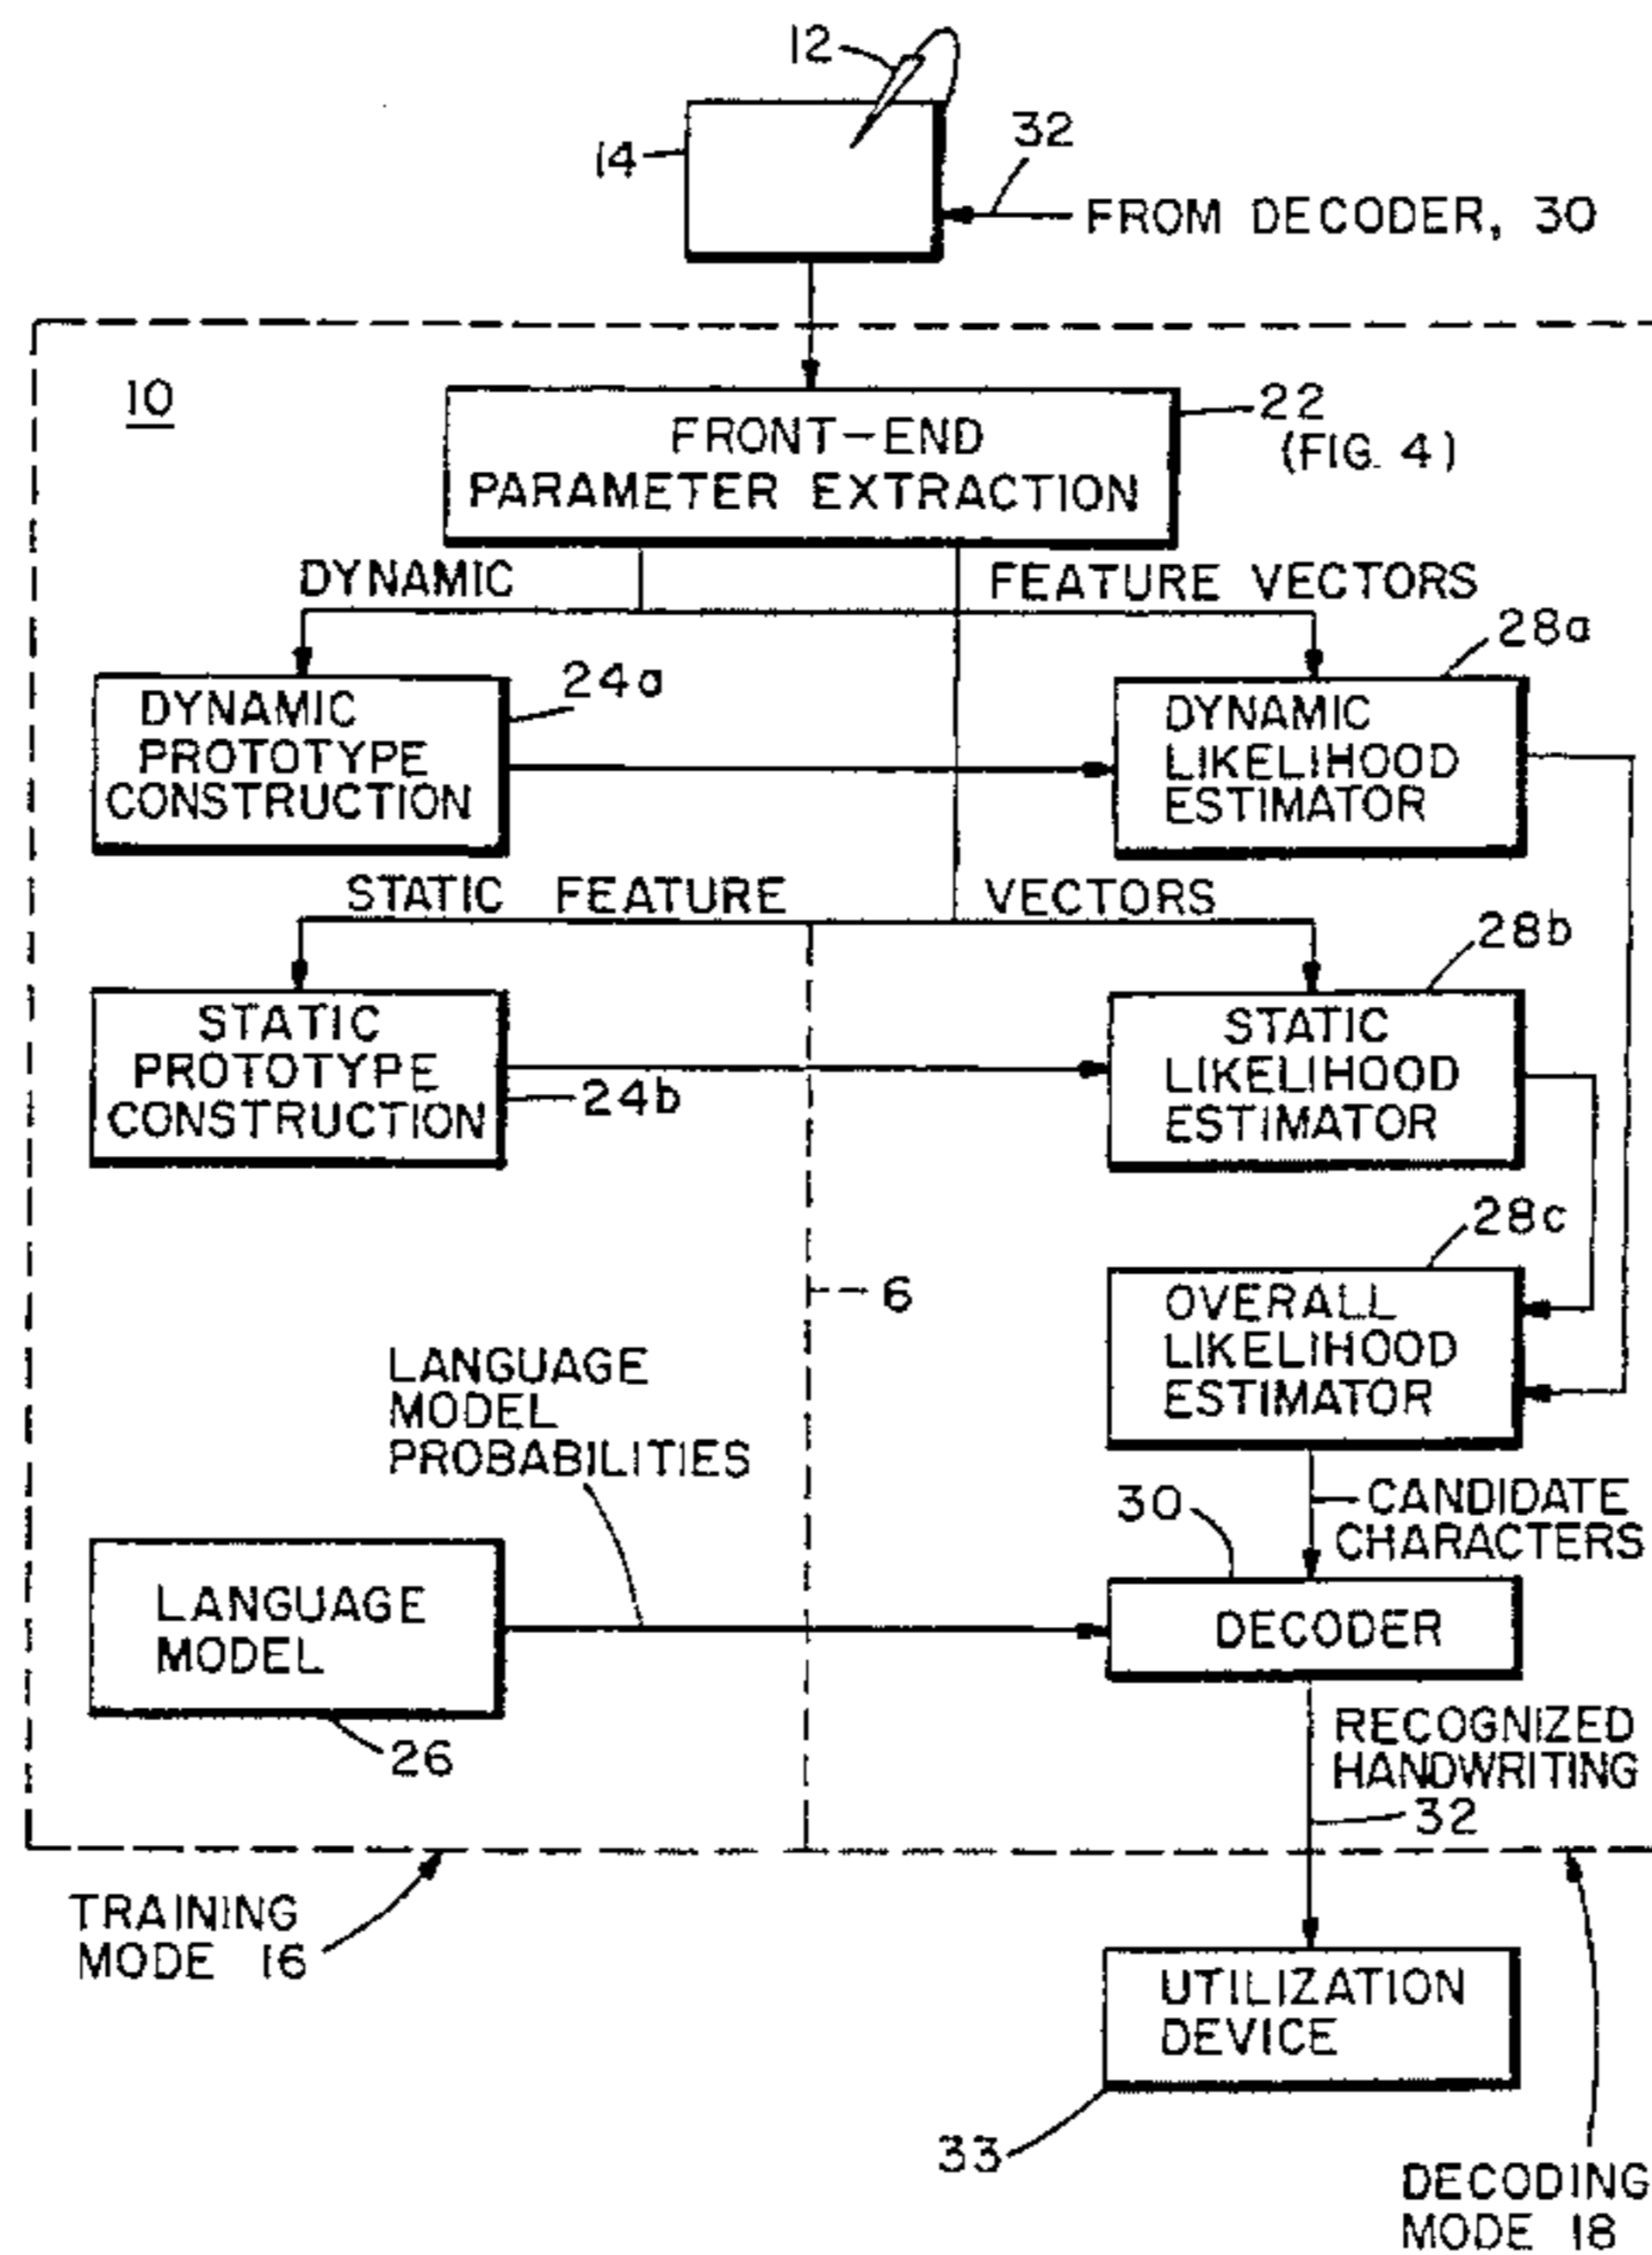 12
14
32
FROM DECODER, 30
10
FRONT-END
PARAMETER EXTRACTION
22
(FIG. 4)
DYNAMIC FEATURE VECTORS
24a
28a
DYNAMIC
PROTOTYPE
CONSTRUCTION
DYNAMIC
LIKELIHOOD
ESTIMATOR
STATIC FEATURE VECTORS
28b
STATIC
PROTOTYPE
CONSTRUCTION
24b
STATIC
LIKELIHOOD
ESTIMATOR
28c
6
OVERALL
LIKELIHOOD
ESTIMATOR
LANGUAGE
MODEL
PROBABILITIES
30
CANDIDATE
CHARACTERS
LANGUAGE
MODEL
26
DECODER
RECOGNIZED
HANDWRITING
32
TRAINING
MODE 16
UTILIZATION
DEVICE
33
DECODING
MODE 18